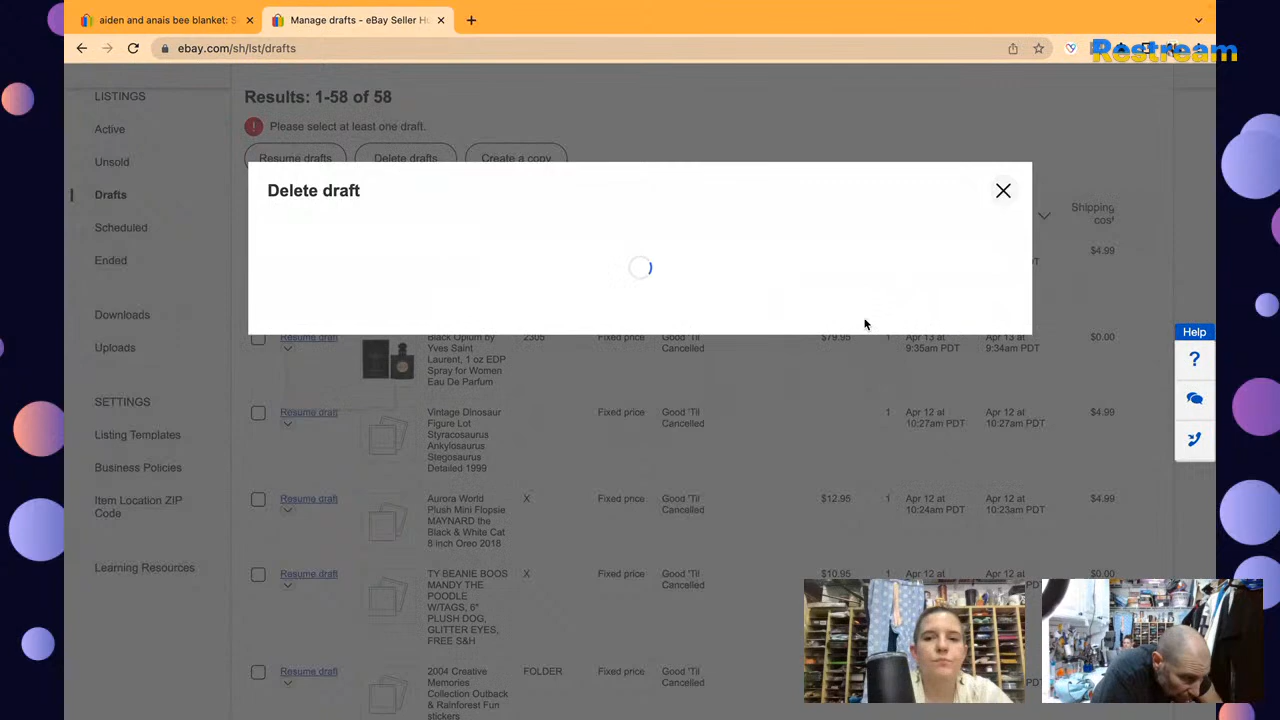 aiden and anais bee blanket: S
Manage drafts - eBay Seller Hu
ebay.com/sh/lst/drafts
Restream
LISTINGS
Active
Unsold
Drafts
Scheduled
Ended
Downloads
Uploads
SETTINGS
Listing Templates
Business Policies
Item Location ZIP
Code
Learning Resources
Results: 1-58 of 58
Please select at least one draft.
Resume drafts
Delete drafts
Create a copy
Delete draft
Shipping
cost
$4.99
Resume draft
Black Opium by
Yves Saint
Laurent, 1 oz EDP
Spray for Women
Eau De Parfum
2305
Fixed price
Good 'Til
Cancelled
$79.95
1
Apr 13 at
9:35am PDT
Apr 13 at
9:34am PDT
$0.00
Resume draft
Vintage Dinosaur
Figure Lot
Styracosaurus
Ankylosaurus
Stegosaurus
Detailed 1999
Fixed price
Good 'Til
Cancelled
1
Apr 12 at
10:27am PDT
Apr 12 at
10:27am PDT
$4.99
Resume draft
Aurora World
Plush Mini Flopsie
MAYNARD the
Black & White Cat
8 inch Oreo 2018
X
Fixed price
Good 'Til
Cancelled
$12.95
1
Apr 12 at
10:24am PDT
Apr 12 at
10:23am PDT
$4.99
Resume draft
TY BEANIE BOOS
MANDY THE
POODLE
W/TAGS, 6"
PLUSH DOG,
GLITTER EYES,
FREE S&H
X
Fixed price
Good 'Til
Cancelled
$10.95
1
Apr 12 at
Apr 12 at
$0.00
Resume draft
2004 Creative
Memories
Collection Outback
& Rainforest Fun
stickers
FOLDER
Fixed price
Good 'Til
Cancelled
Help
?